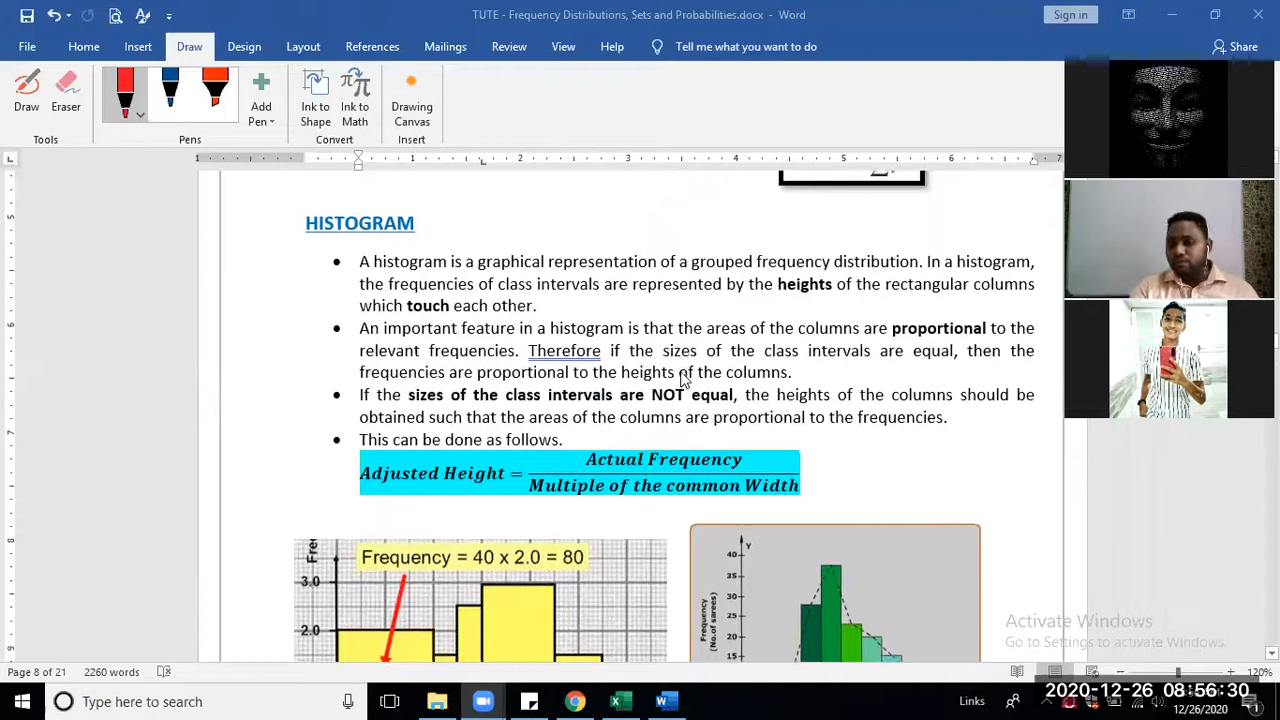 TUTE - Frequency Distributions, Sets and Probabilities.docx - Word
Sign in
File Home Insert Draw Design Layout References Mailings Review View Help Tell me what you want to do Share
Draw Eraser Add Pen Ink to Shape Ink to Math Drawing Canvas
Tools Pens Convert Insert
1 1 2 3 4 5 6 7
HISTOGRAM
• A histogram is a graphical representation of a grouped frequency distribution. In a histogram,
the frequencies of class intervals are represented by the heights of the rectangular columns
which touch each other.
• An important feature in a histogram is that the areas of the columns are proportional to the
relevant frequencies. Therefore if the sizes of the class intervals are equal, then the
frequencies are proportional to the heights of the columns.
• If the sizes of the class intervals are NOT equal, the heights of the columns should be
obtained such that the areas of the columns are proportional to the frequencies.
• This can be done as follows.
Adjusted Height = Actual Frequency / Multiple of the common Width
Frequency = 40 x 2.0 = 80
3.0
2.0
Y
40
35
30
25
20
15
Frequency
(No.of sarees)
Activate Windows
Go to Settings to activate Windows.
Page 8 of 21 2260 words 120%
Type here to search
Links
2020-12-26 08:56:30
12/26/2020